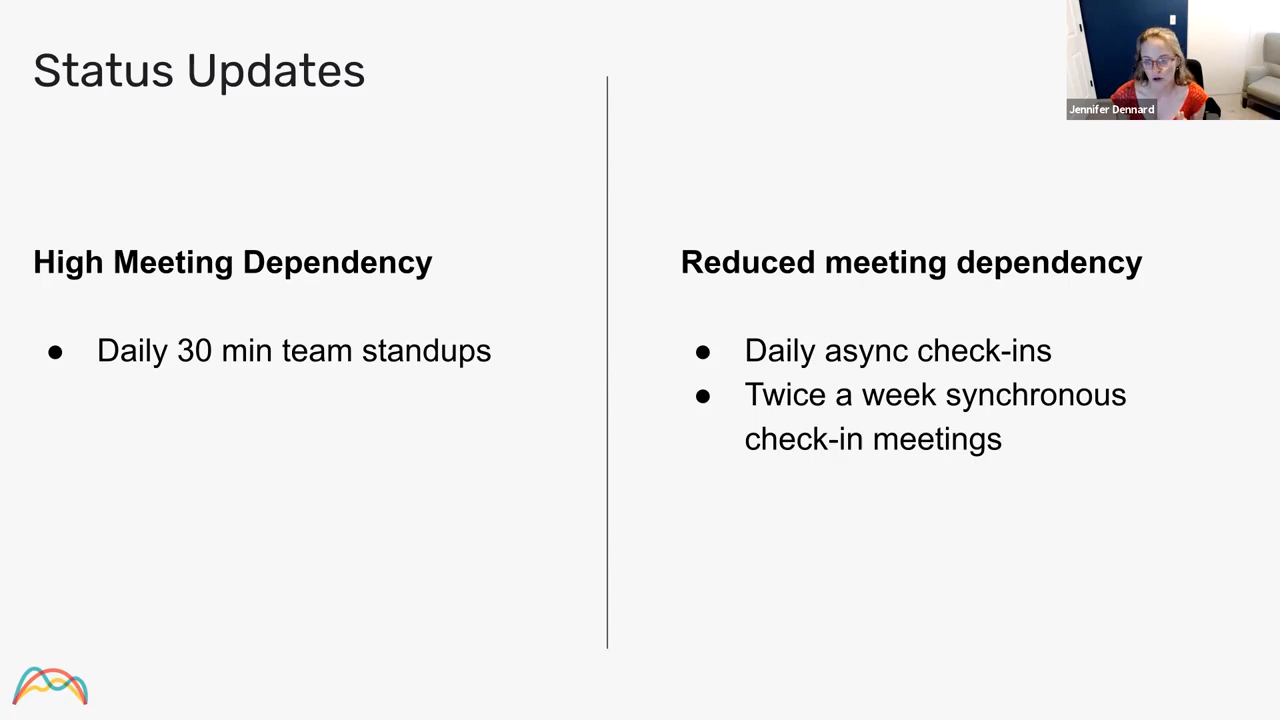 Status Updates
Jennifer Dennard
High Meeting Dependency
● Daily 30 min team standups
Reduced meeting dependency
● Daily async check-ins
● Twice a week synchronous
check-in meetings